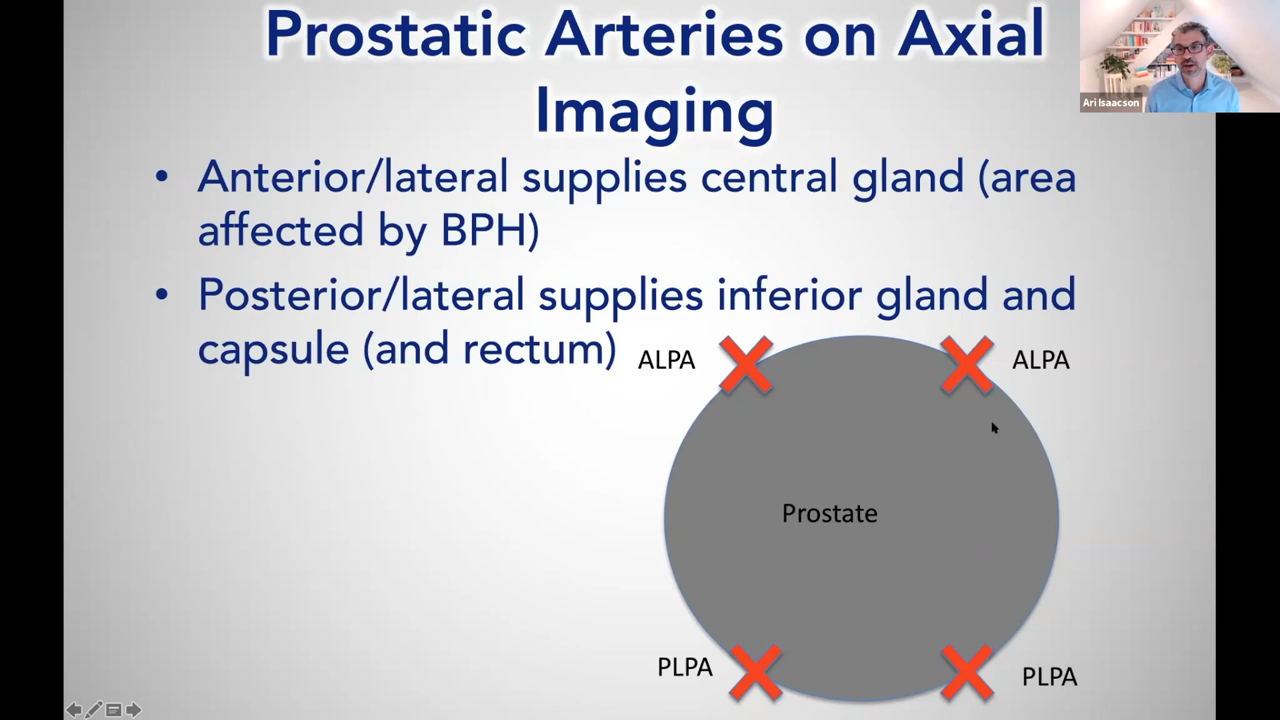 Prostatic Arteries on Axial
Imaging
Ari Isaacson
• Anterior/lateral supplies central gland (area
affected by BPH)
• Posterior/lateral supplies inferior gland and
capsule (and rectum)
ALPA
ALPA
Prostate
PLPA
PLPA